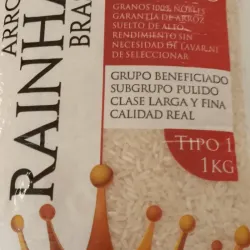 ARRO
RAINHA
BRA
GRANOS 100% NOBLES
GARANTÍA DE ARROZ
SUELTO DE ALTO
RENDIMIENTO SIN
NECESIDAD DE LAVAR NI
DE SELECCIONAR
GRUPO BENEFICIADO
SUBGRUPO PULIDO
CLASE LARGA Y FINA
CALIDAD REAL
TIPO 1
1KG